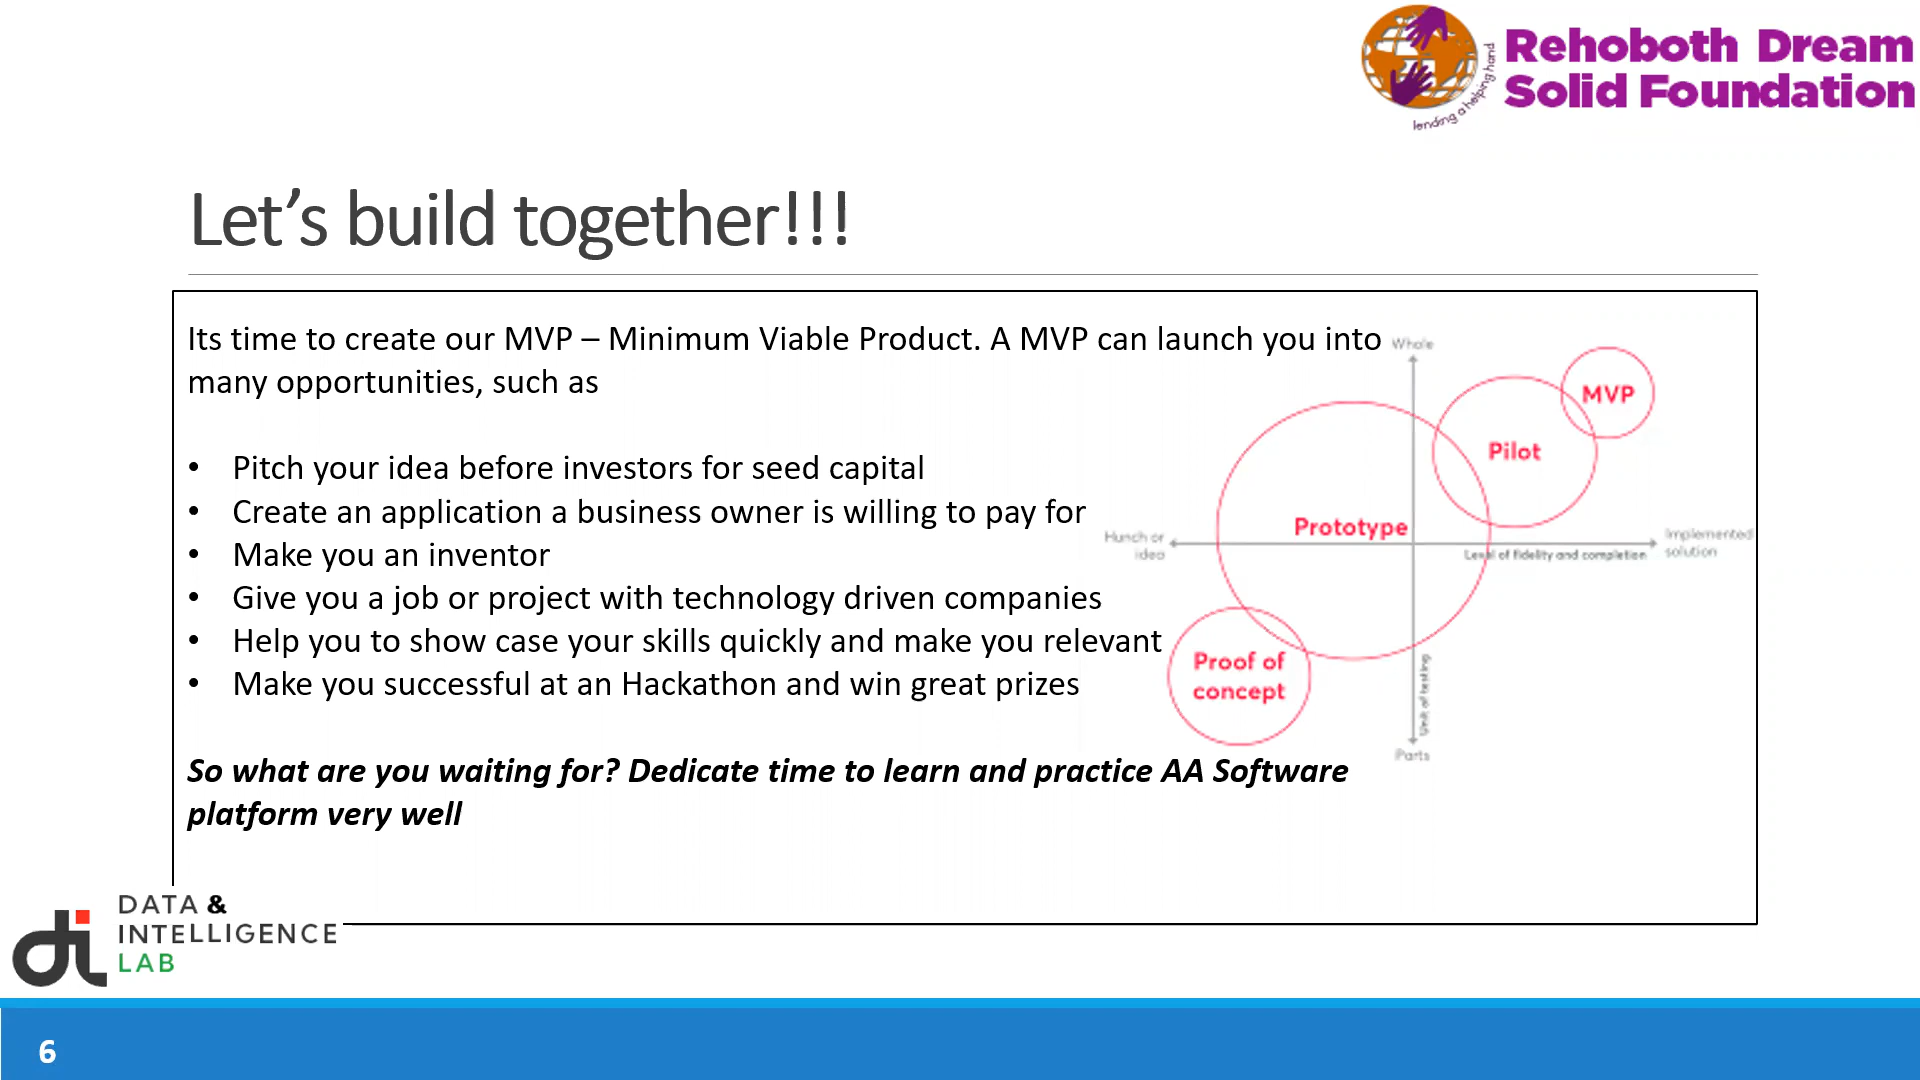 lending a helping hand
Rehoboth Dream
Solid Foundation
Let's build together!!!
Its time to create our MVP – Minimum Viable Product. A MVP can launch you into
many opportunities, such as
• Pitch your idea before investors for seed capital
• Create an application a business owner is willing to pay for
• Make you an inventor
• Give you a job or project with technology driven companies
• Help you to show case your skills quickly and make you relevant
• Make you successful at an Hackathon and win great prizes
So what are you waiting for? Dedicate time to learn and practice AA Software
platform very well
Whole
MVP
Pilot
Prototype
Hunch or
idea
Implemented
solution
Level of fidelity and completion
Proof of
concept
Unit of testing
Parts
DATA &
INTELLIGENCE
LAB
6